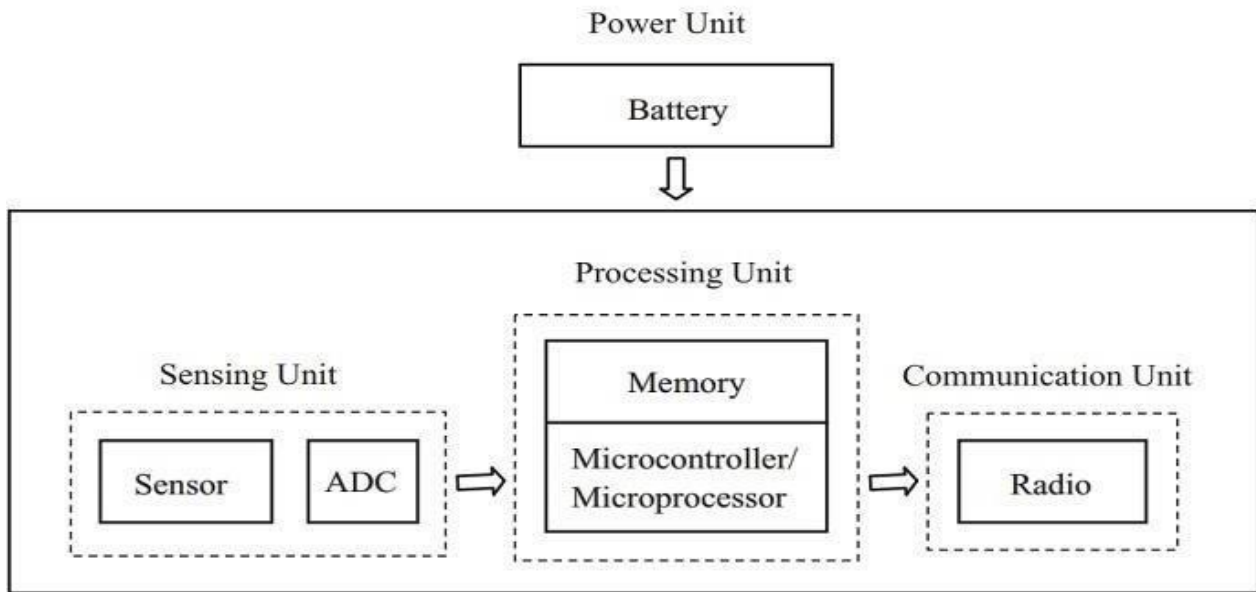 Power Unit
Battery
Processing Unit
Sensing Unit
Memory
Communication Unit
Sensor
ADC
Microcontroller/
Microprocessor
Radio